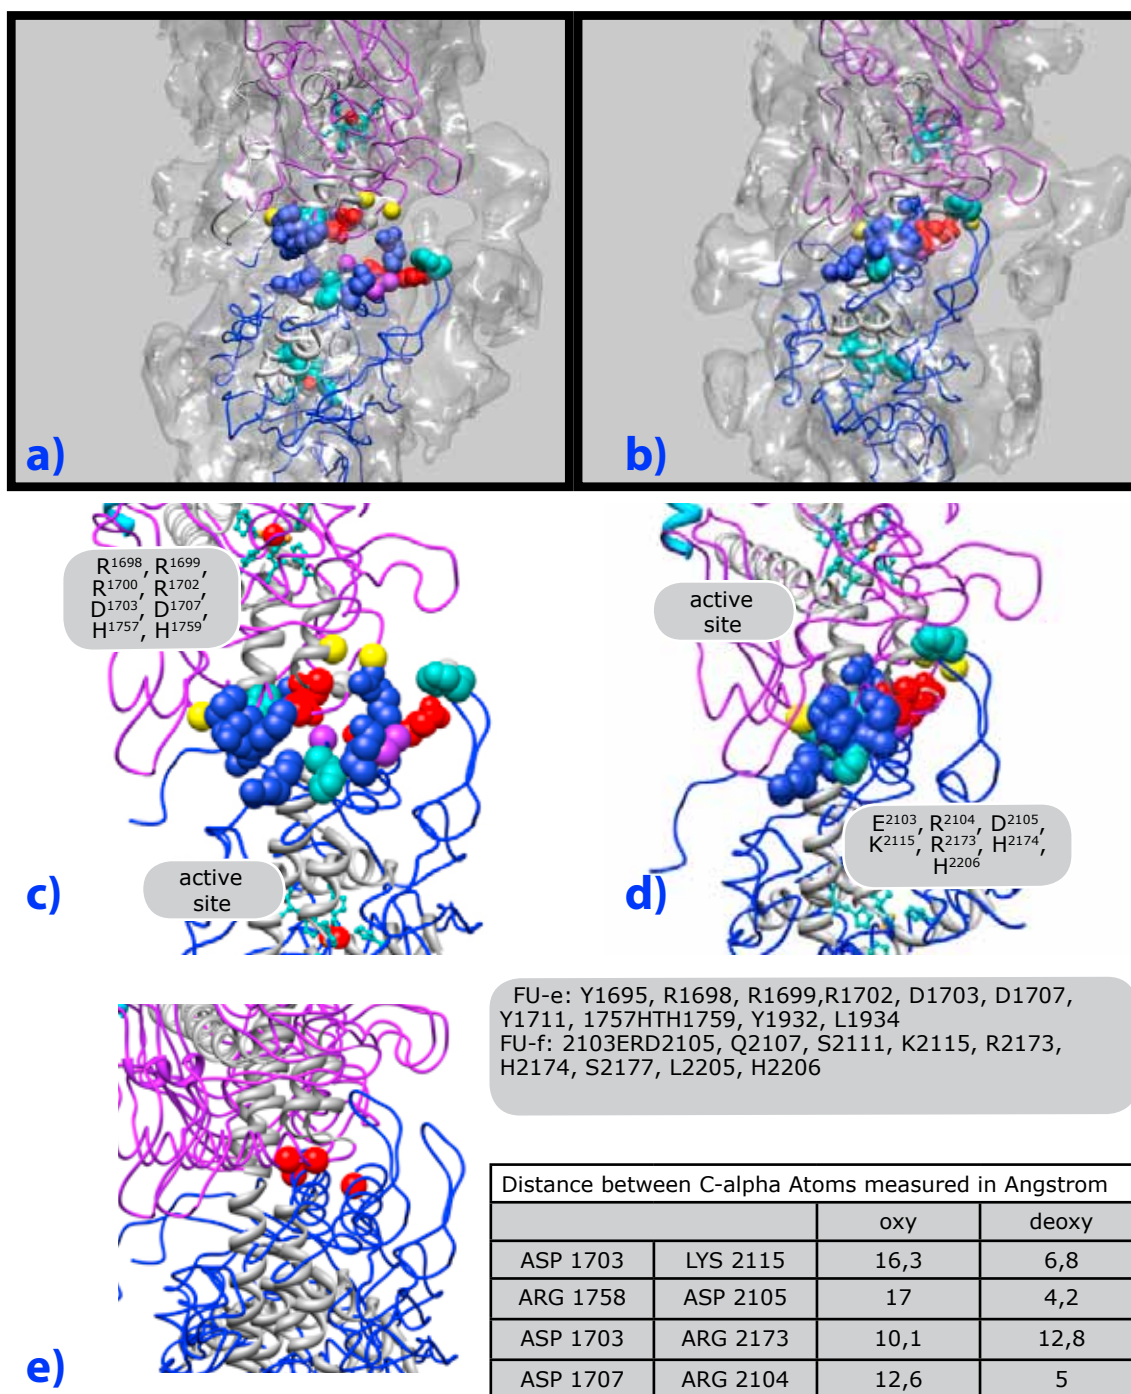 a)
b)
R1698, R1699,
R1700, R1702,
D1703, D1707,
H1757, H1759
active
site
c)
active
site
E2103, R2104, D2105,
K2115, R2173, H2174,
H2206
d)
FU-e: Y1695, R1698, R1699,R1702, D1703, D1707,
Y1711, 1757HTH1759, Y1932, L1934
FU-f: 2103ERD2105, Q2107, S2111, K2115, R2173,
H2174, S2177, L2205, H2206
e)
Distance between C-alpha Atoms measured in Angstrom
oxy deoxy
ASP 1703 LYS 2115 16,3 6,8
ARG 1758 ASP 2105 17 4,2
ASP 1703 ARG 2173 10,1 12,8
ASP 1707 ARG 2104 12,6 5